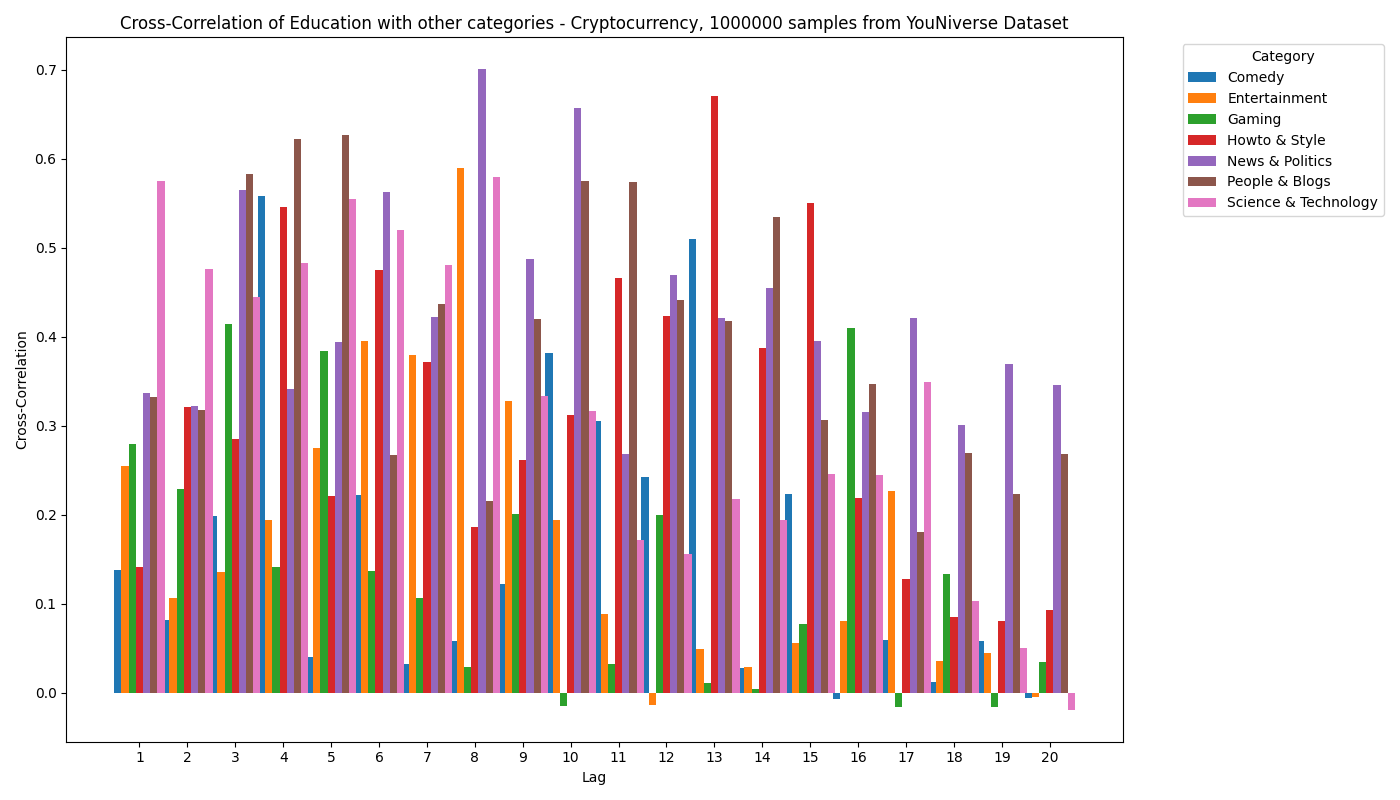 Cross-Correlation of Education with other categories - Cryptocurrency, 1000000 samples from YouNiverse Dataset
Category
Comedy
Entertainment
Gaming
Howto & Style
News & Politics
People & Blogs
Science & Technology
Cross-Correlation
0.7
0.6
0.5
0.4
0.3
0.2
0.1
0.0
1 2 3 4 5 6 7 8 9 10 11 12 13 14 15 16 17 18 19 20
Lag